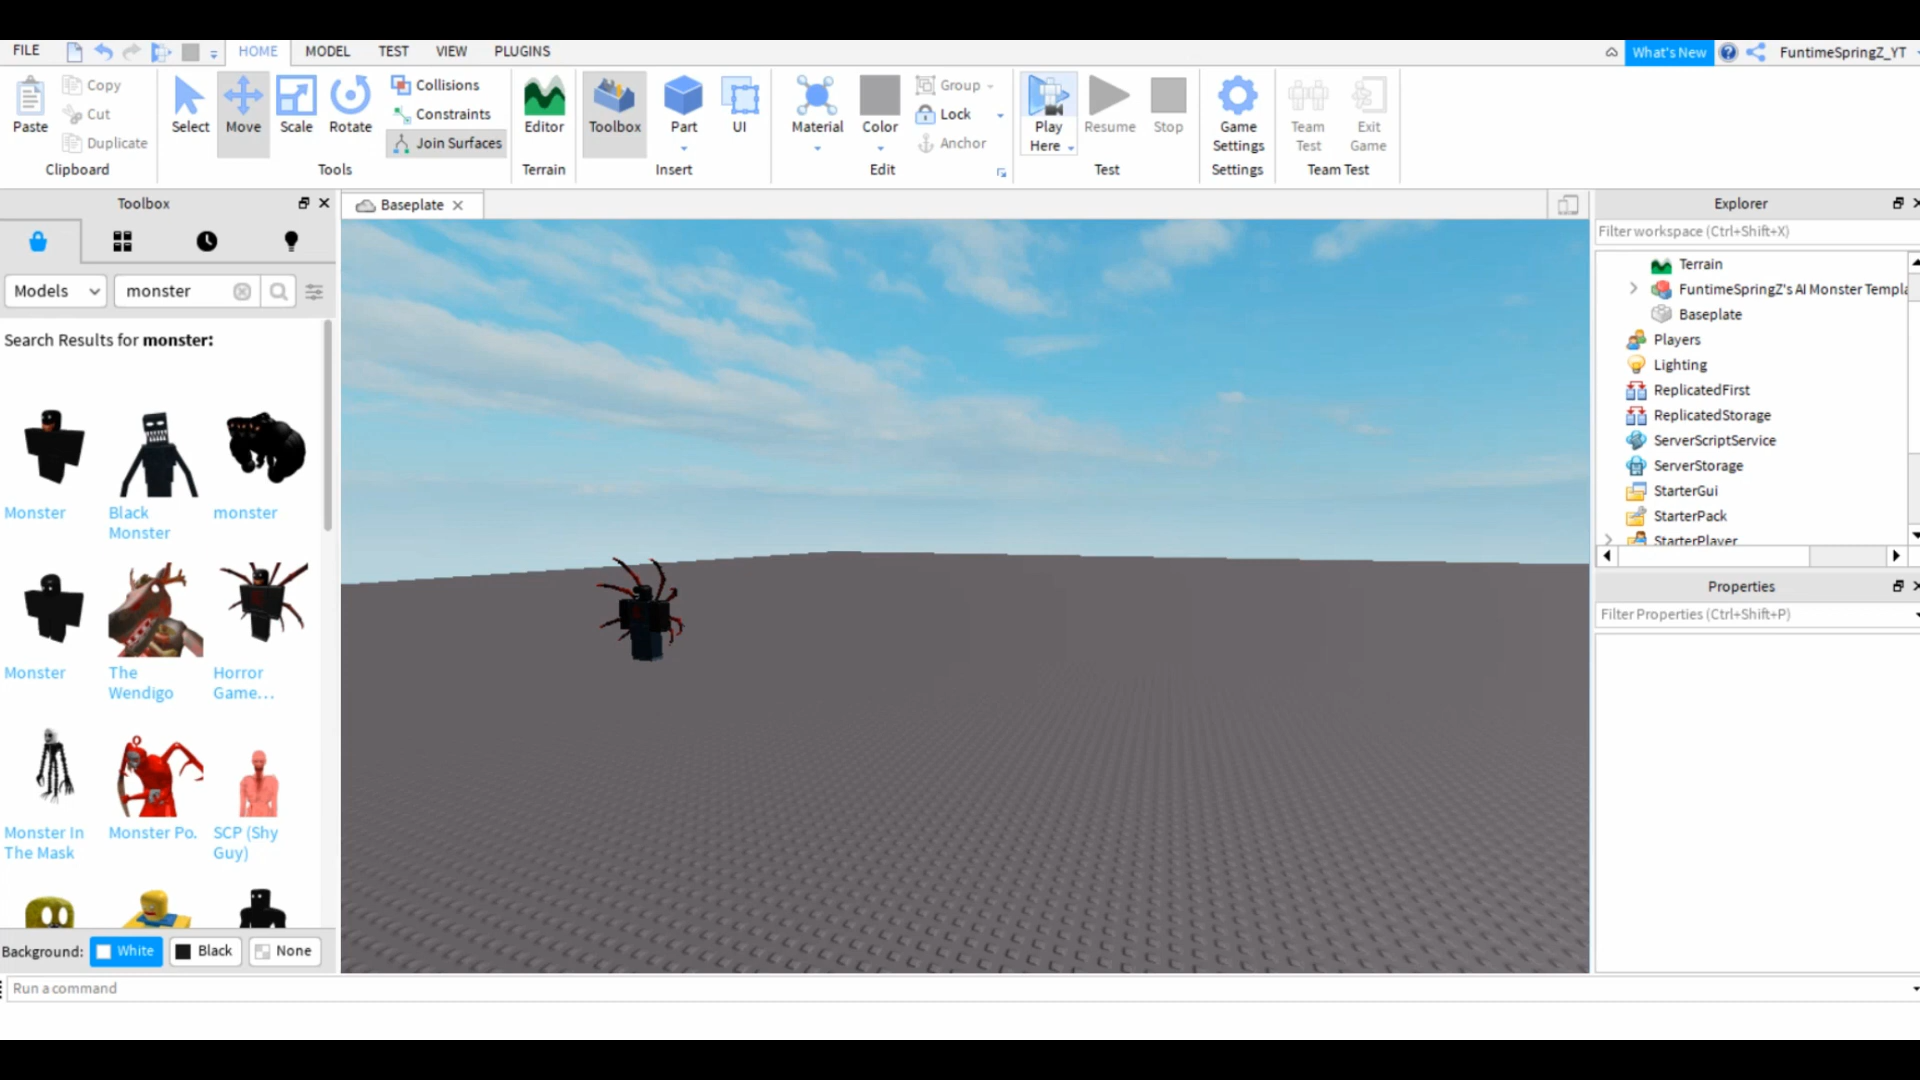 FILE
HOME
MODEL
TEST
VIEW
PLUGINS
What's New
FuntimeSpringZ_YT
Paste
Copy
Cut
Duplicate
Clipboard
Select
Move
Scale
Rotate
Collisions
Constraints
Join Surfaces
Tools
Editor
Terrain
Toolbox
Part
UI
Insert
Material
Color
Group
Lock
Anchor
Edit
Play
Here
Resume
Stop
Test
Game
Settings
Settings
Team
Test
Exit
Game
Team Test
Toolbox
Models
monster
Search Results for monster:
Monster
Black
Monster
monster
Monster
The
Wendigo
Horror
Game...
Monster In
The Mask
Monster Po.
SCP (Shy
Guy)
Background:
White
Black
None
Run a command
Baseplate
Explorer
Filter workspace (Ctrl+Shift+X)
Terrain
FuntimeSpringZ's AI Monster Templa
Baseplate
Players
Lighting
ReplicatedFirst
ReplicatedStorage
ServerScriptService
ServerStorage
StarterGui
StarterPack
StarterPlayer
Properties
Filter Properties (Ctrl+Shift+P)